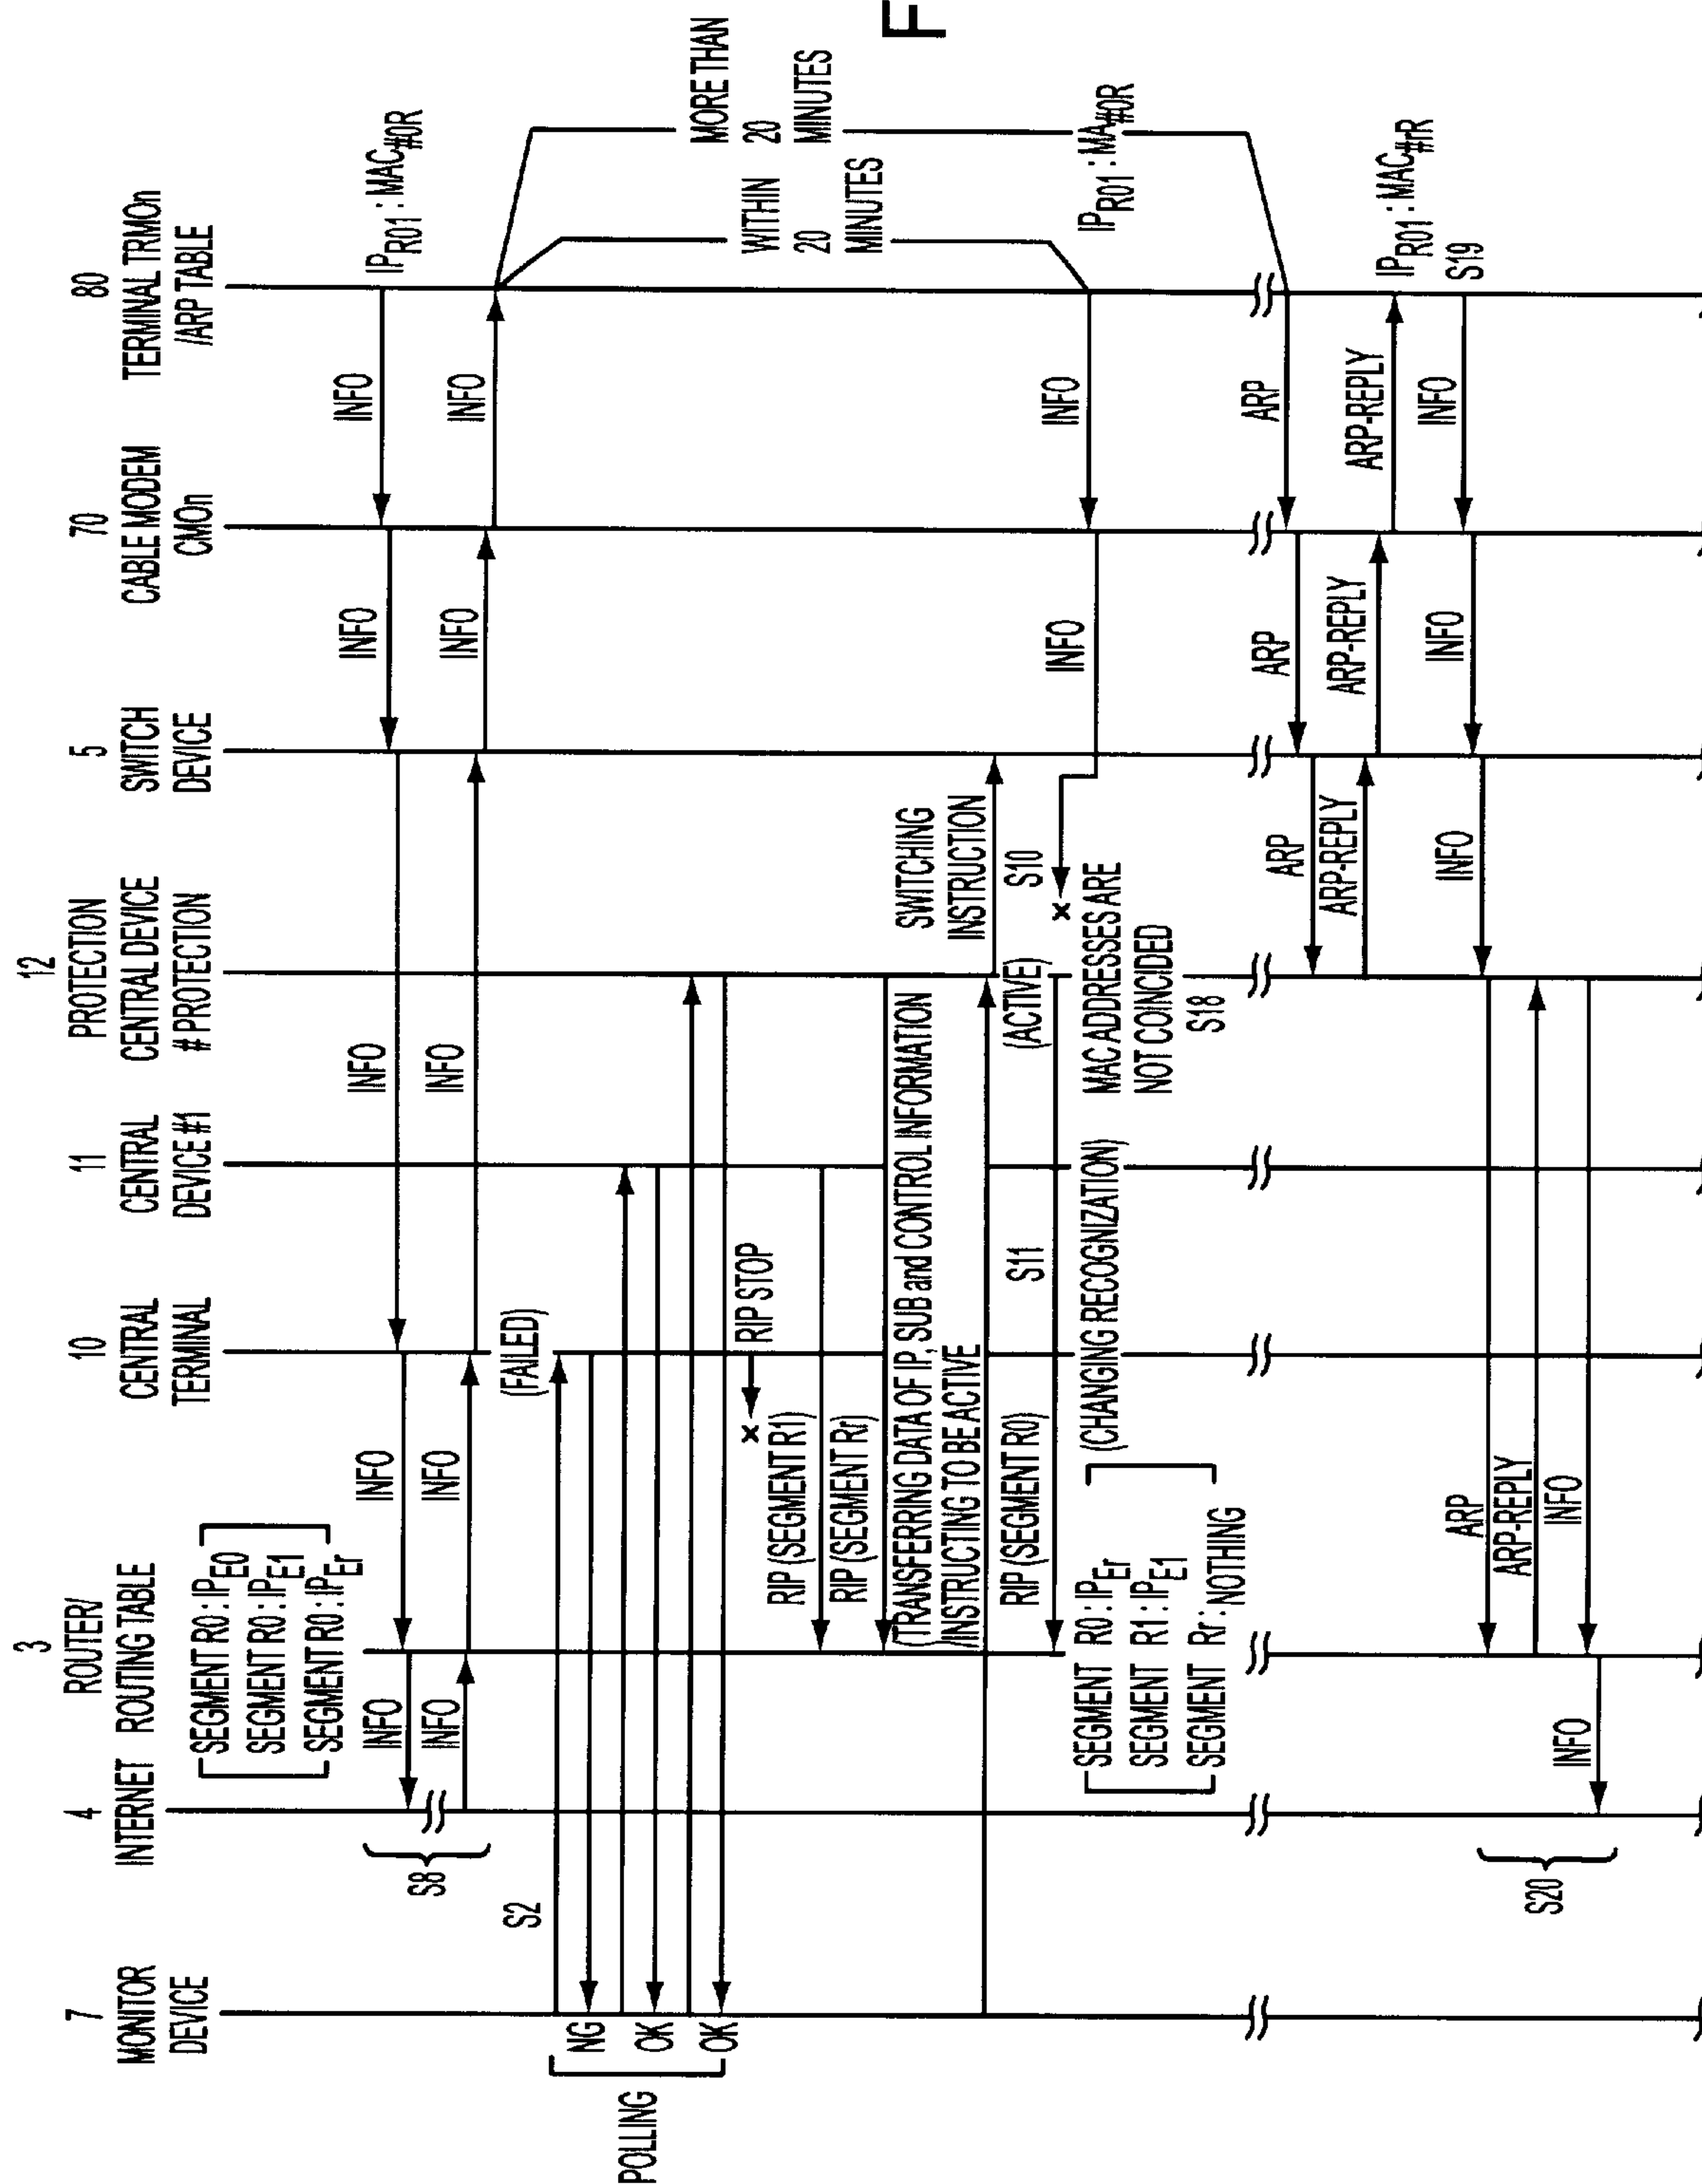 7
MONITOR
DEVICE
4
INTERNET
3
ROUTER/
ROUTING TABLE
10
CENTRAL
TERMINAL
11
CENTRAL
DEVICE #1
12
PROTECTION
CENTRAL DEVICE
# PROTECTION
5
SWITCH
DEVICE
70
CABLE MODEM
CMOn
80
TERMINAL TRMOn
/ARP TABLE
SEGMENT R0 : IPE0
SEGMENT R0 : IPE1
SEGMENT R0 : IPEr
IPR01 : MAC#0R
INFO
INFO
INFO
INFO
INFO
INFO
INFO
INFO
INFO
INFO
S8
S2
(FAILED)
POLLING
NG
OK
OK
RIP STOP
×
RIP (SEGMENT R1)
RIP (SEGMENT Rr)
(TRANSFERRING DATA OF IP, SUB and CONTROL INFORMATION
/INSTRUCTING TO BE ACTIVE
SWITCHING
INSTRUCTION
WITHIN
20
MINUTES
MORE THAN
20
MINUTES
F
RIP (SEGMENT R0)
S11
(ACTIVE)
S10
×
INFO
INFO
IPR01 : MA#0R
MAC ADDRESSES ARE
NOT COINCIDED
S18
(CHANGING RECOGNIZATION)
SEGMENT R0 : IPEr
SEGMENT R1 : IPE1
SEGMENT Rr : NOTHING
ARP
ARP
ARP
ARP-REPLY
ARP-REPLY
ARP-REPLY
IPR01 : MAC#rR
S19
INFO
INFO
INFO
ARP
ARP-REPLY
INFO
INFO
S20